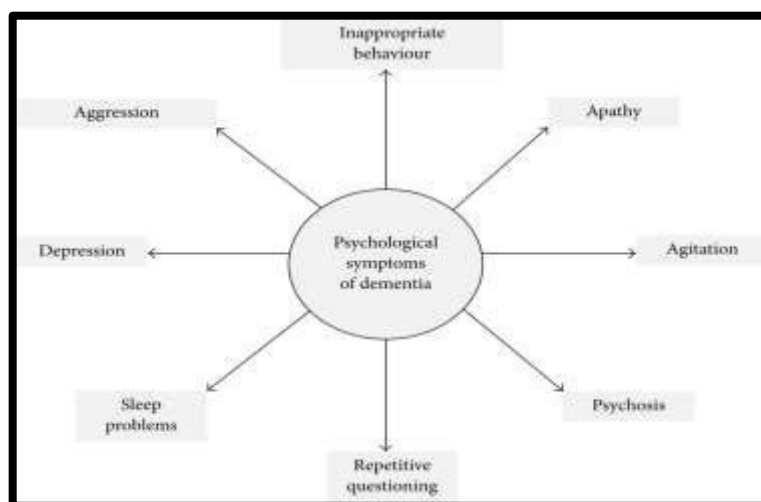 Inappropriate
behaviour
Aggression
Apathy
Psychological
symptoms
of dementia
Depression
Agitation
Sleep
problems
Psychosis
Repetitive
questioning